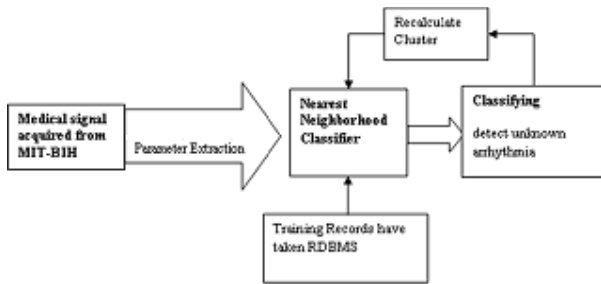 Recalculate
Cluster
Medical signal
acquired from
MIT-BIH
Parameter Extraction
Nearest
Neighborhood
Classifier
Classifying
detect unknown
arrhythmia
Training Records have
taken RDBMS